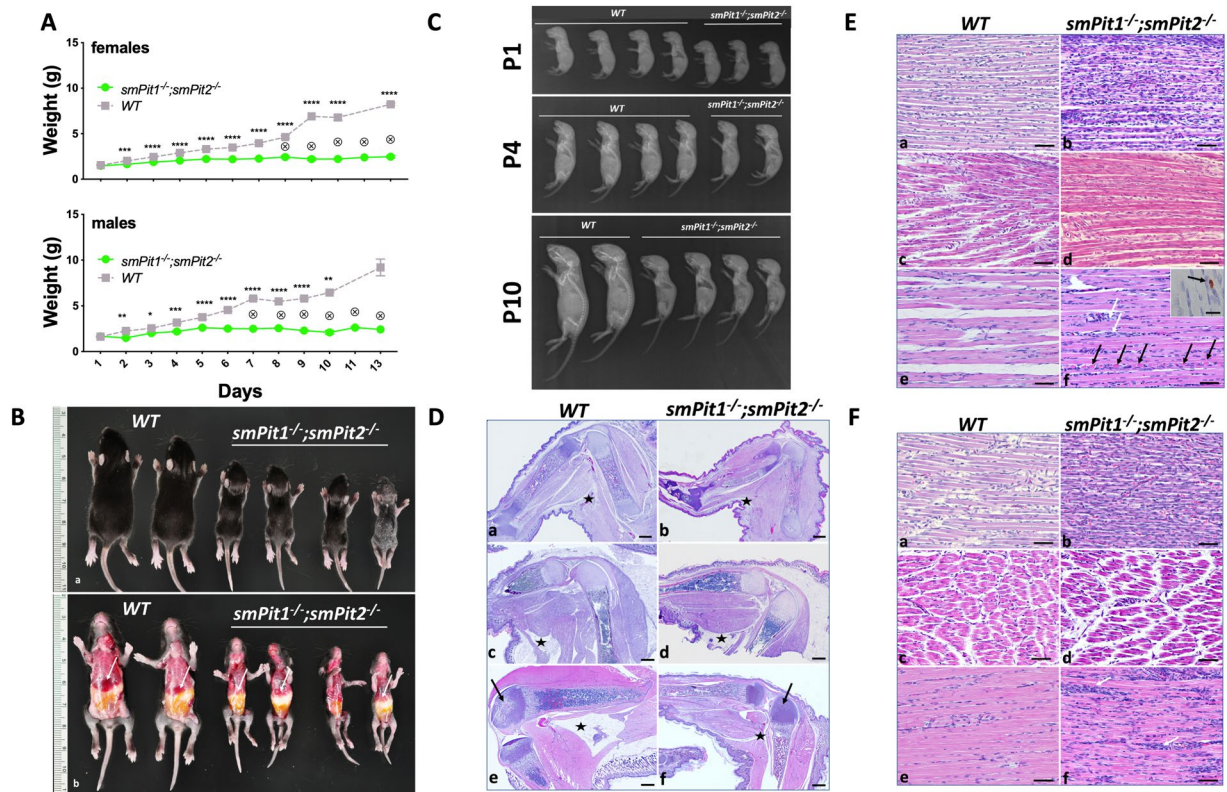 A
females
Weight (g)
15
10
5
0
smPit1-/-;smPit2-/-
WT
***
****
****
****
****
****
****
****
****
****
⊗
⊗
⊗
⊗
⊗
males
Weight (g)
15
10
5
0
smPit1-/-;smPit2-/-
WT
**
*
***
****
****
****
****
****
**
⊗
⊗
⊗
⊗
⊗
⊗
1
2
3
4
5
6
7
8
9
10
11
13
Days
B
WT
smPit1-/-;smPit2-/-
a
WT
smPit1-/-;smPit2-/-
b
C
P1
WT
smPit1-/-;smPit2-/-
P4
WT
smPit1-/-;smPit2-/-
P10
WT
smPit1-/-;smPit2-/-
D
WT
smPit1-/-;smPit2-/-
a
b
c
d
e
f
E
WT
smPit1-/-;smPit2-/-
a
b
c
d
e
f
F
WT
smPit1-/-;smPit2-/-
a
b
c
d
e
f